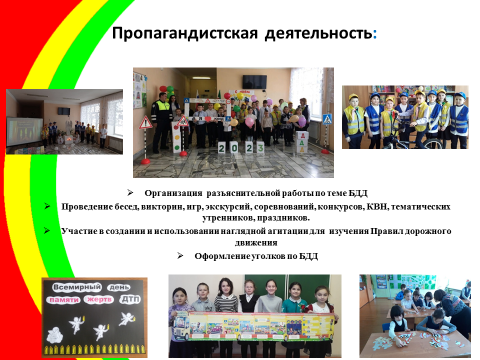 Пропагандистская деятельность:
2023
➢ Организация разъяснительной работы по теме БДД
➢ Проведение бесед, викторин, игр, экскурсий, соревнований, конкурсов, КВН, тематических
утренников, праздников.
➢ Участие в создании и использовании наглядной агитации для изучения Правил дорожного
движения
➢ Оформление уголков по БДД
Всемирный день
памяти жертв ДТП